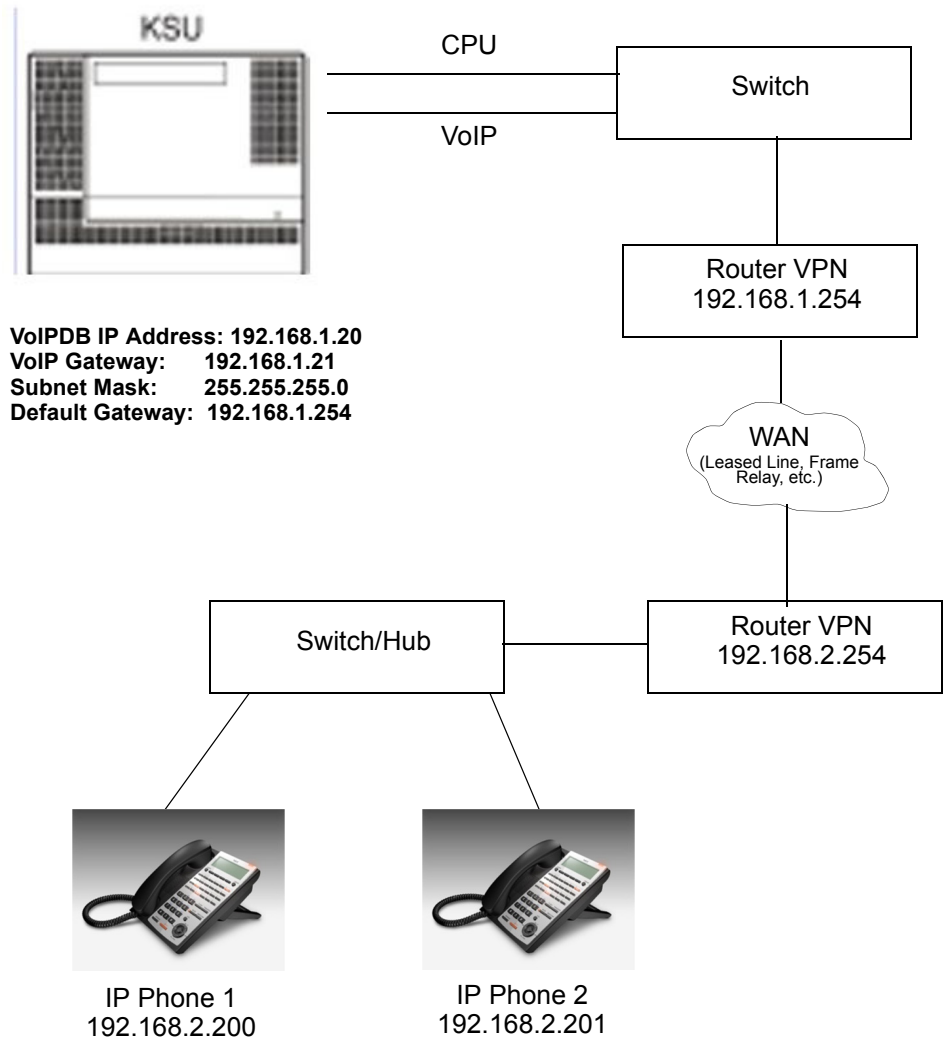 KSU
CPU
VoIP
Switch
Router VPN
192.168.1.254
VoIPDB IP Address: 192.168.1.20
VoIP Gateway: 192.168.1.21
Subnet Mask: 255.255.255.0
Default Gateway: 192.168.1.254
WAN
(Leased Line, Frame
Relay, etc.)
Switch/Hub
Router VPN
192.168.2.254
IP Phone 1
192.168.2.200
IP Phone 2
192.168.2.201